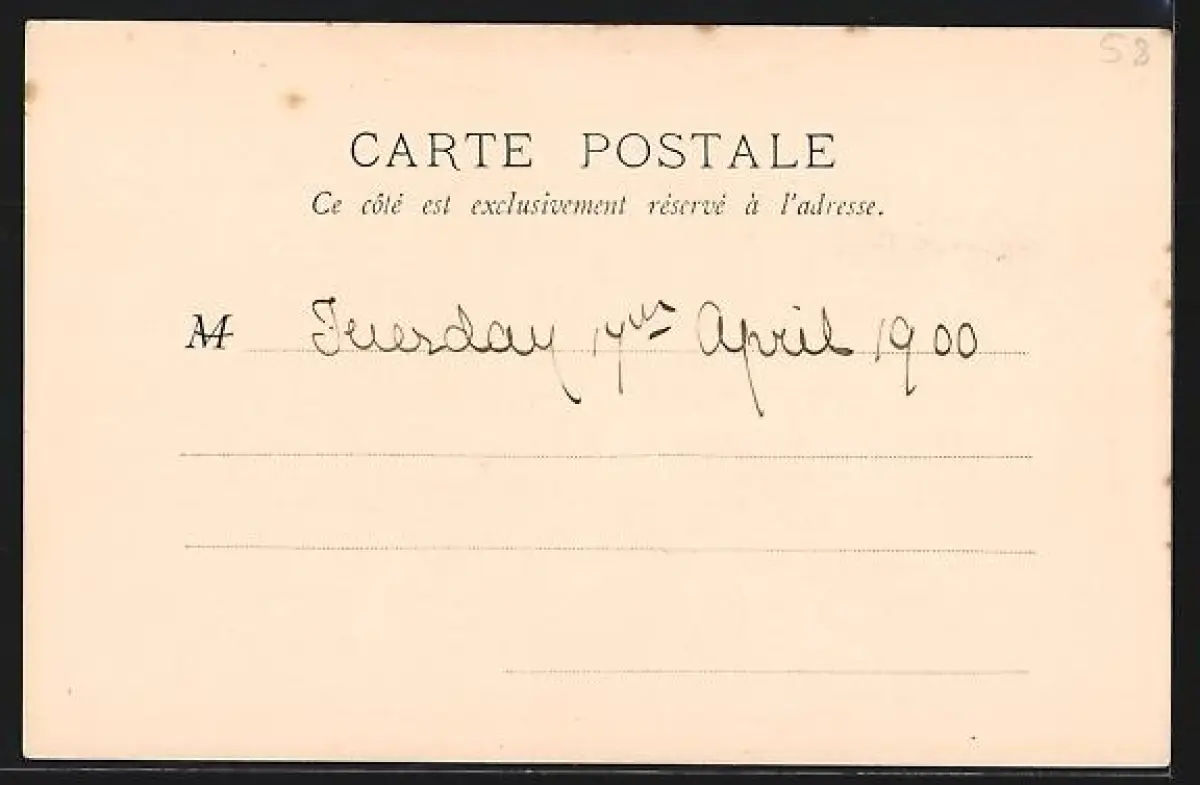 58
CARTE POSTALE
Ce côté est exclusivement réservé à l'adresse.
M Tuesday 17th April 1900